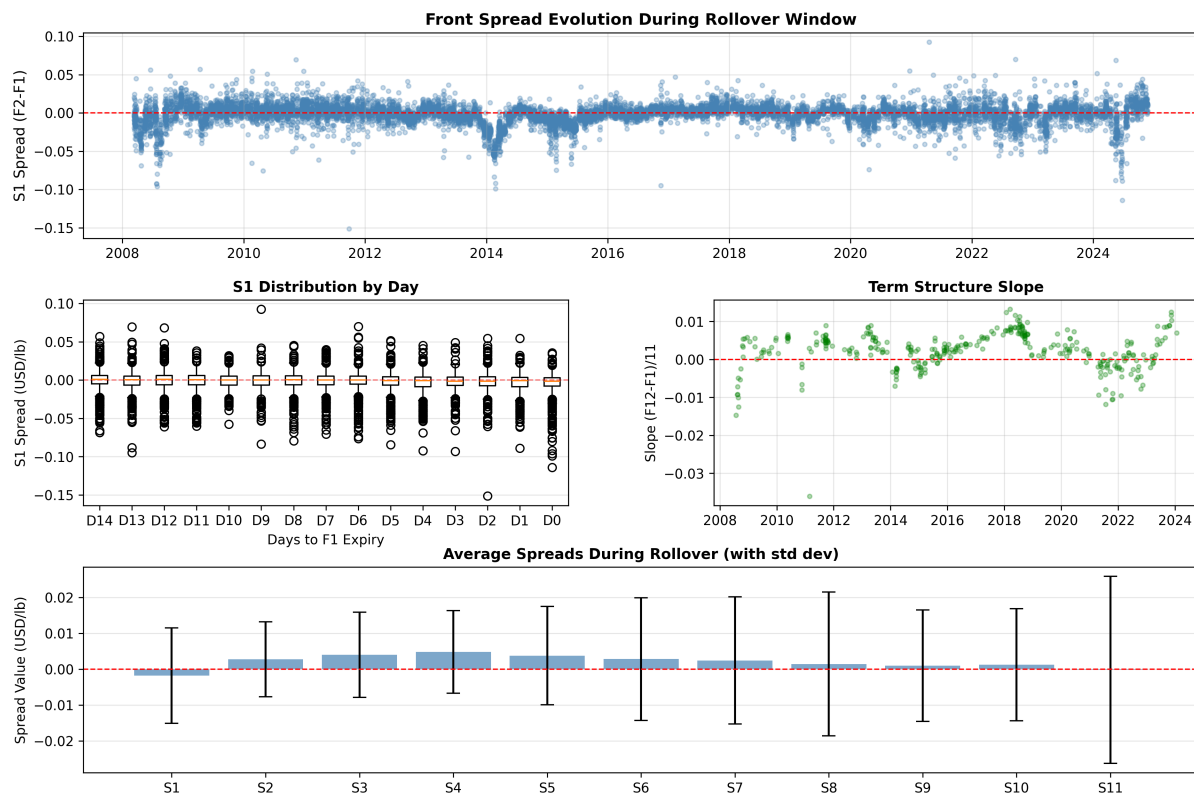 Front Spread Evolution During Rollover Window
S1 Spread (F2-F1)
0.10
0.05
0.00
−0.05
−0.10
−0.15
2008 2010 2012 2014 2016 2018 2020 2022 2024
S1 Distribution by Day
S1 Spread (USD/lb)
0.10
0.05
0.00
−0.05
−0.10
−0.15
D14 D13 D12 D11 D10 D9 D8 D7 D6 D5 D4 D3 D2 D1 D0
Days to F1 Expiry
Term Structure Slope
Slope (F12-F1)/11
0.01
0.00
−0.01
−0.02
−0.03
2008 2010 2012 2014 2016 2018 2020 2022 2024
Average Spreads During Rollover (with std dev)
Spread Value (USD/lb)
0.02
0.01
0.00
−0.01
−0.02
S1 S2 S3 S4 S5 S6 S7 S8 S9 S10 S11